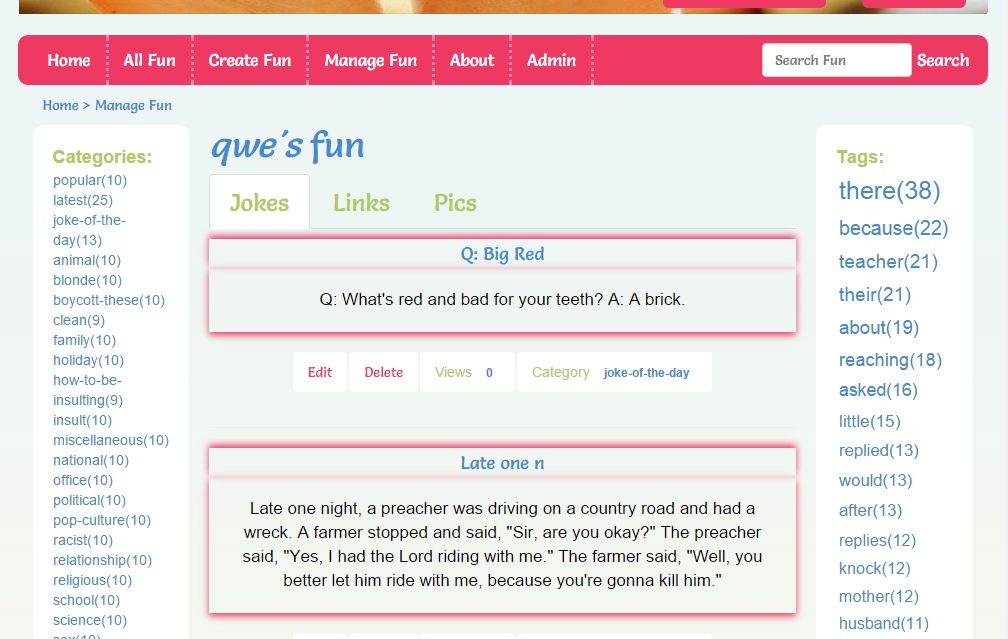 Home
All Fun
Create Fun
Manage Fun
About
Admin
Search Fun
Search
Home > Manage Fun
Categories:
popular(10)
latest(25)
joke-of-the-
day(13)
animal(10)
blonde(10)
boycott-these(10)
clean(9)
family(10)
holiday(10)
how-to-be-
insulting(9)
insult(10)
miscellaneous(10)
national(10)
office(10)
political(10)
pop-culture(10)
racist(10)
relationship(10)
religious(10)
school(10)
science(10)
qwe's fun
Jokes
Links
Pics
Q: Big Red
Q: What's red and bad for your teeth? A: A brick.
Edit
Delete
Views 0
Category joke-of-the-day
Late one n
Late one night, a preacher was driving on a country road and had a
wreck. A farmer stopped and said, "Sir, are you okay?" The preacher
said, "Yes, I had the Lord riding with me." The farmer said, "Well, you
better let him ride with me, because you're gonna kill him."
Tags:
there(38)
because(22)
teacher(21)
their(21)
about(19)
reaching(18)
asked(16)
little(15)
replied(13)
would(13)
after(13)
replies(12)
knock(12)
mother(12)
husband(11)